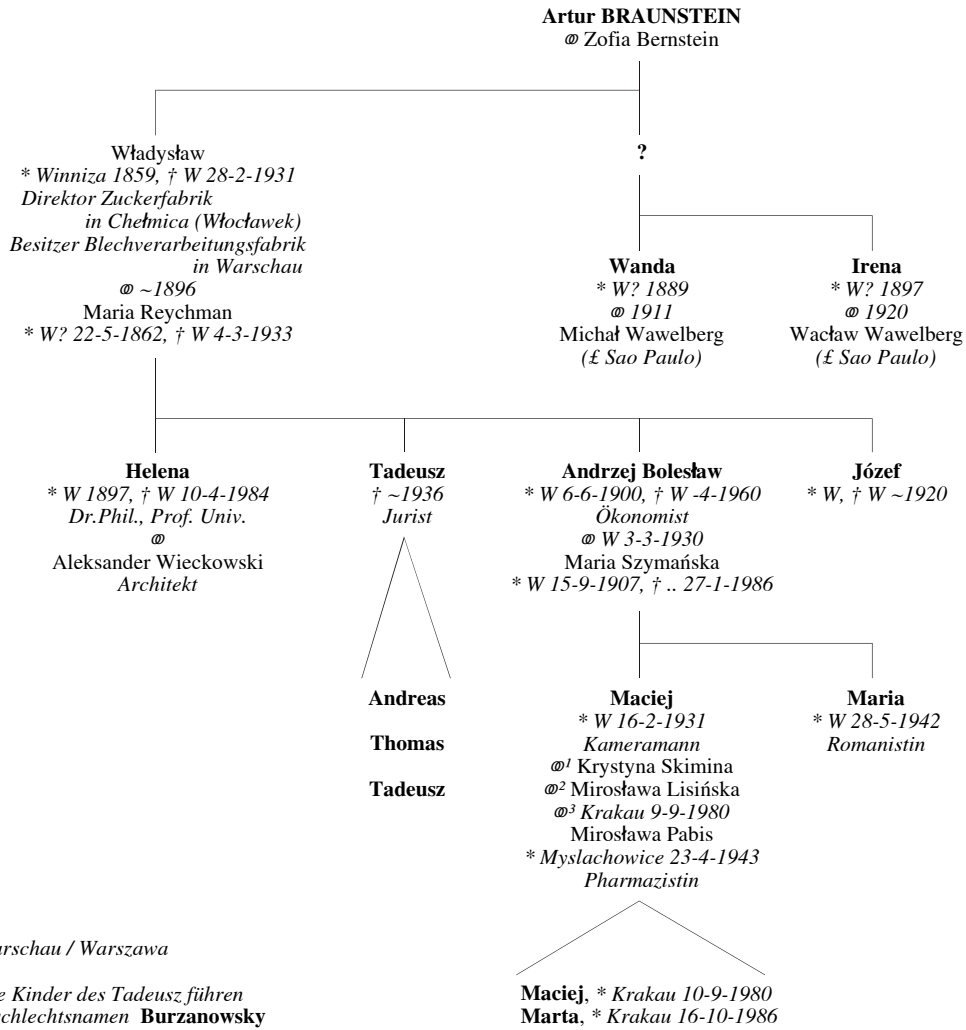 Artur BRAUNSTEIN
⚭ Zofia Bernstein
Władysław
* Winniza 1859, † W 28-2-1931
Direktor Zuckerfabrik
in Chełmica (Włocławek)
Besitzer Blechverarbeitungsfabrik
in Warschau
⚭ ~1896
Maria Reychman
* W? 22-5-1862, † W 4-3-1933
?
Wanda
* W? 1889
⚭ 1911
Michał Wawelberg
(£ Sao Paulo)
Irena
* W? 1897
⚭ 1920
Wacław Wawelberg
(£ Sao Paulo)
Helena
* W 1897, † W 10-4-1984
Dr.Phil., Prof. Univ.
⚭
Aleksander Wieckowski
Architekt
Tadeusz
† ~1936
Jurist
Andrzej Bolesław
* W 6-6-1900, † W -4-1960
Ökonomist
⚭ W 3-3-1930
Maria Szymańska
* W 15-9-1907, † .. 27-1-1986
Józef
* W, † W ~1920
Andreas
Thomas
Tadeusz
Maciej
* W 16-2-1931
Kameramann
⚭¹ Krystyna Skimina
⚭² Mirosława Lisińska
⚭³ Krakau 9-9-1980
Mirosława Pabis
* Myslachowice 23-4-1943
Pharmazistin
Maria
* W 28-5-1942
Romanistin
Maciej, * Krakau 10-9-1980
Marta, * Krakau 16-10-1986
arschau / Warszawa
e Kinder des Tadeusz führen
schlechtsnamen Burzanowsky